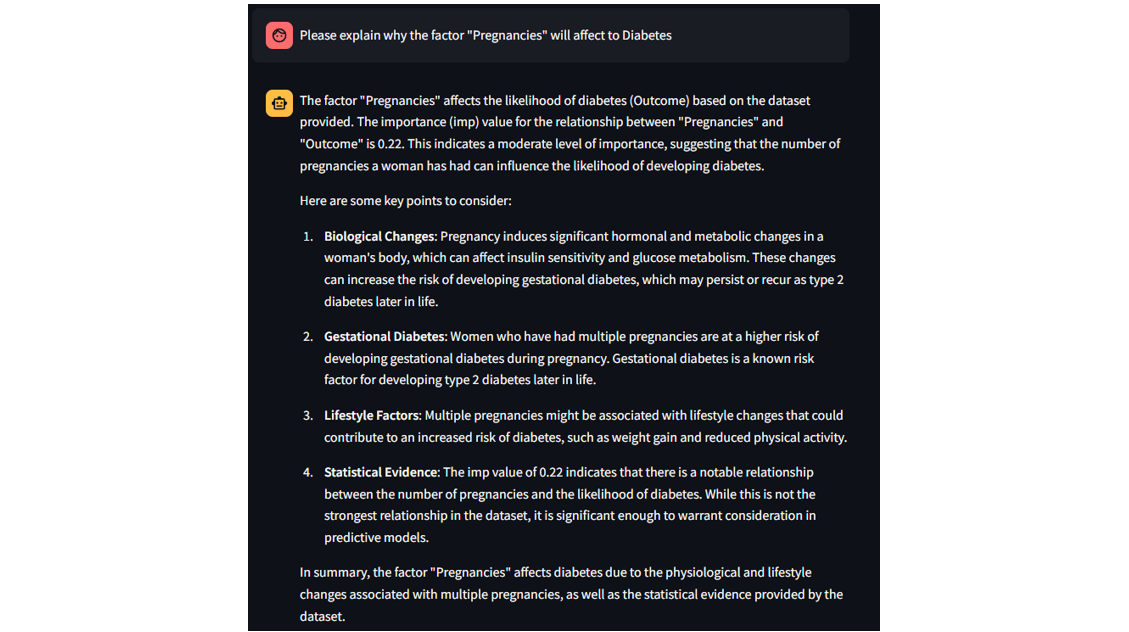 Please explain why the factor "Pregnancies" will affect to Diabetes
The factor "Pregnancies" affects the likelihood of diabetes (Outcome) based on the dataset
provided. The importance (imp) value for the relationship between "Pregnancies" and
"Outcome" is 0.22. This indicates a moderate level of importance, suggesting that the number of
pregnancies a woman has had can influence the likelihood of developing diabetes.
Here are some key points to consider:
1. Biological Changes: Pregnancy induces significant hormonal and metabolic changes in a
woman's body, which can affect insulin sensitivity and glucose metabolism. These changes
can increase the risk of developing gestational diabetes, which may persist or recur as type 2
diabetes later in life.
2. Gestational Diabetes: Women who have had multiple pregnancies are at a higher risk of
developing gestational diabetes during pregnancy. Gestational diabetes is a known risk
factor for developing type 2 diabetes later in life.
3. Lifestyle Factors: Multiple pregnancies might be associated with lifestyle changes that could
contribute to an increased risk of diabetes, such as weight gain and reduced physical activity.
4. Statistical Evidence: The imp value of 0.22 indicates that there is a notable relationship
between the number of pregnancies and the likelihood of diabetes. While this is not the
strongest relationship in the dataset, it is significant enough to warrant consideration in
predictive models.
In summary, the factor "Pregnancies" affects diabetes due to the physiological and lifestyle
changes associated with multiple pregnancies, as well as the statistical evidence provided by the
dataset.